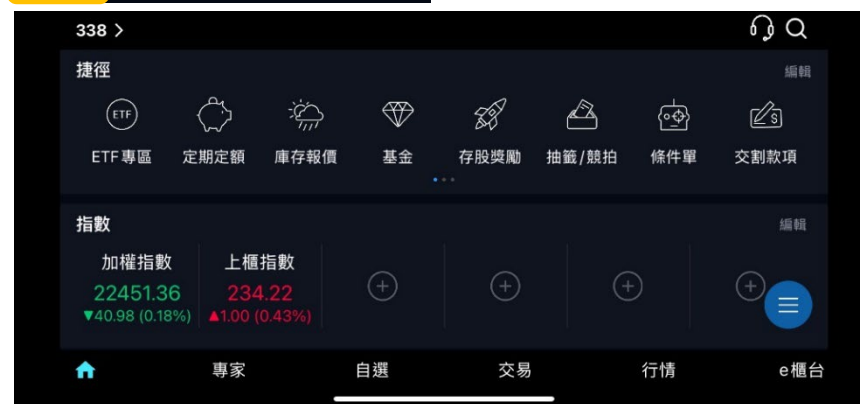 338 >
捷徑 編輯
ETF
ETF專區 定期定額 庫存報價 基金 存股獎勵 抽籤/競拍 條件單 交割款項
指數 編輯
加權指數 上櫃指數
22451.36 234.22
▼40.98 (0.18%) ▲1.00 (0.43%)
專家 自選 交易 行情 e櫃台